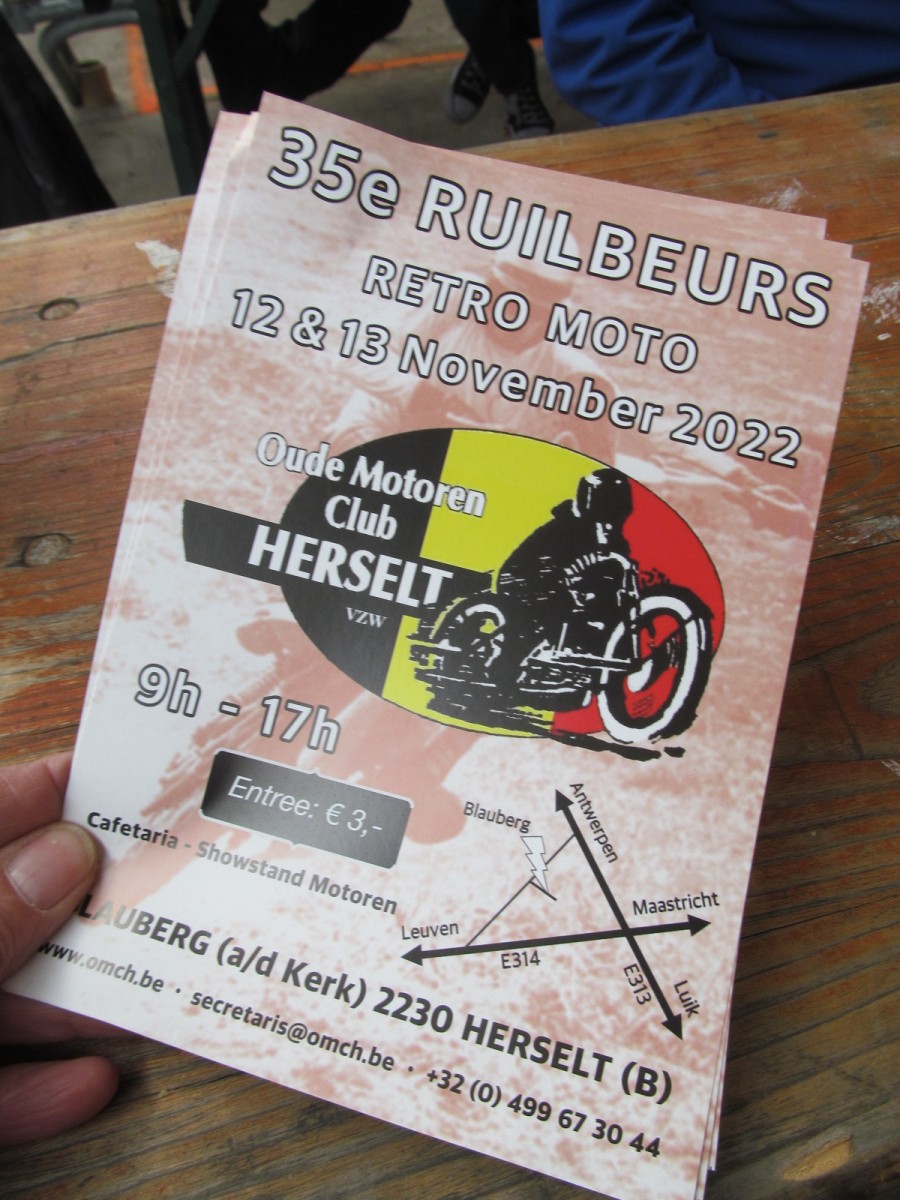 35e RUILBEURS
RETRO MOTO
12 & 13 November 2022
Oude Motoren
Club
HERSELT
VZW
9h - 17h
Entree: € 3,-
Cafetaria - Showstand Motoren
Blauberg
Antwerpen
Maastricht
Leuven
E314
E313
Luik
BLAUBERG (a/d Kerk) 2230 HERSELT (B)
www.omch.be · secretaris@omch.be · +32 (0) 499 67 30 44